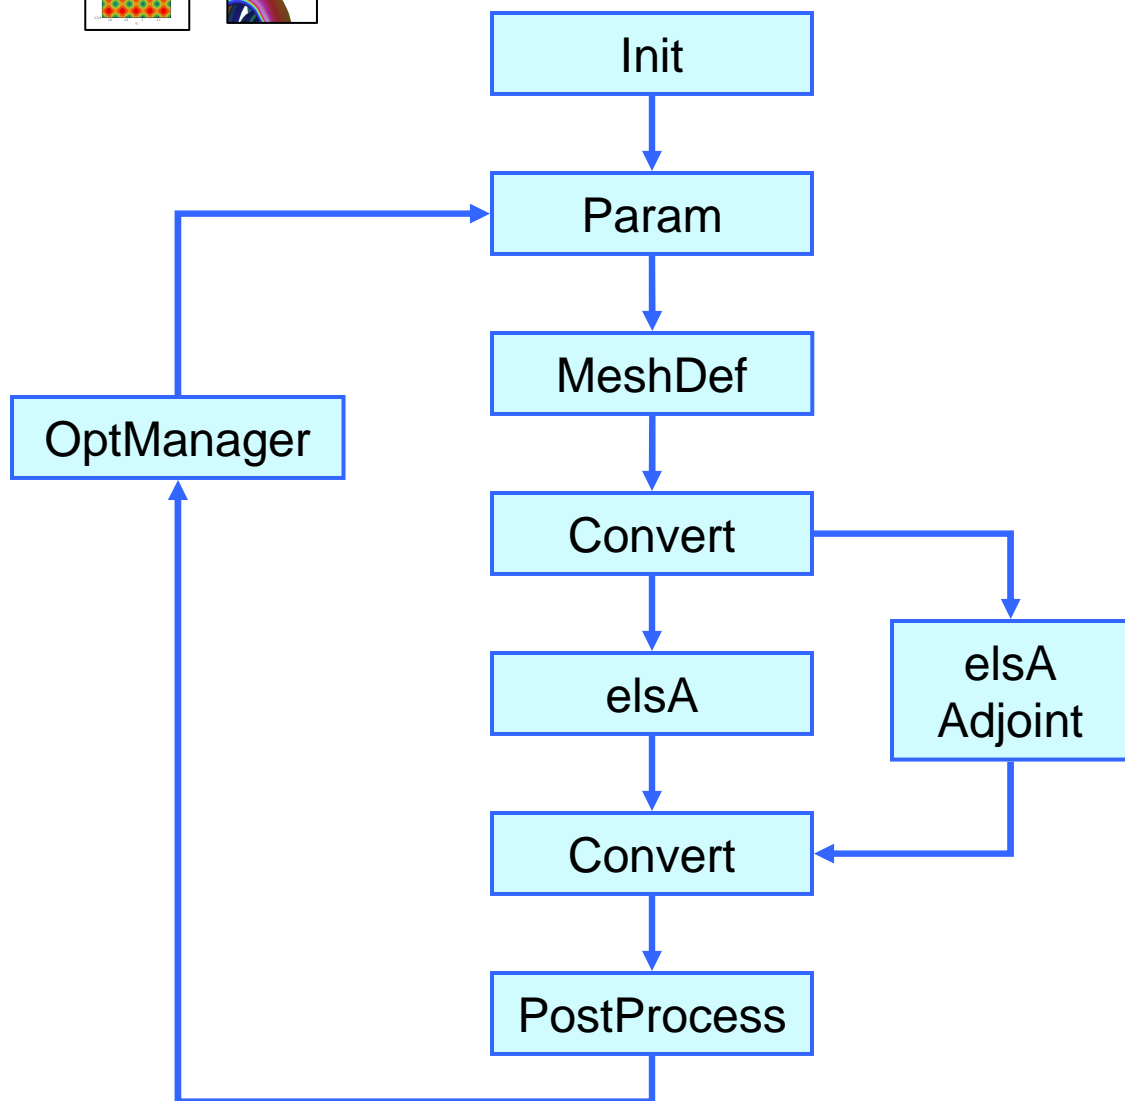 Init
Param
MeshDef
OptManager
Convert
elsA
elsA
Adjoint
Convert
PostProcess